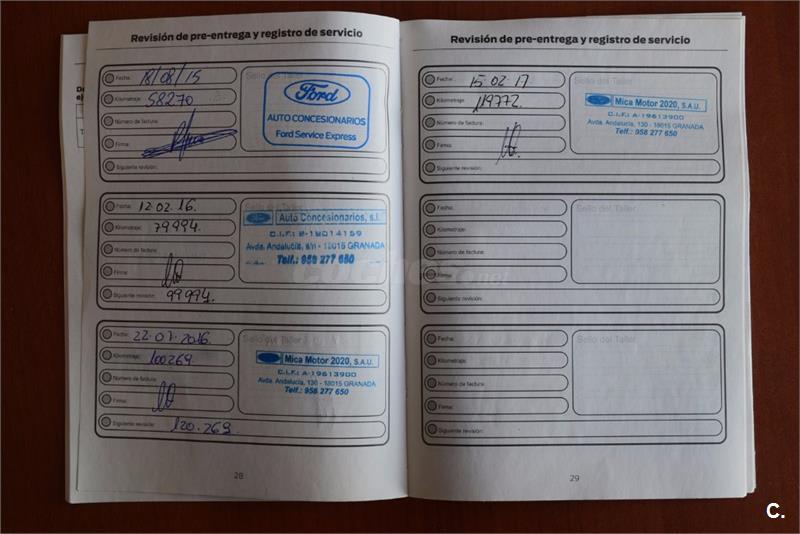 Revisión de pre-entrega y registro de servicio
Fecha: 18/08/15
Sello del Taller
Kilometraje: 58270
Número de factura:
Firma:
Siguiente revisión:
Ford
AUTO CONCESIONARIOS
Ford Service Express
Fecha: 12.02.16.
Kilometraje: 79994.
Número de factura:
Firma:
Siguiente revisión: 99994.
Sello del Taller
Auto Concesionarios, s.l.
C.I.F.: B-18014159
Avda. Andalucía, s/n - 18015 GRANADA
Telf.: 958 277 650
Fecha: 22.07.2016
Kilometraje: 100269
Número de factura:
Firma:
Siguiente revisión: 120.269
Sello del Taller
Ford
Mica Motor 2020, S.A.U.
C.I.F.: A-19613900
Avda. Andalucía, 130 - 18015 GRANADA
Telf.: 958 277 650
28
Revisión de pre-entrega y registro de servicio
Fecha: 15 02 17
Kilometraje: 119772.
Número de factura:
Firma:
Siguiente revisión:
Sello del Taller
Ford
Mica Motor 2020, S.A.U.
C.I.F.: A-19613900
Avda. Andalucía, 130 - 18015 GRANADA
Telf.: 958 277 650
Fecha:
Kilometraje:
Número de factura:
Firma:
Siguiente revisión:
Sello del Taller
Fecha:
Kilometraje:
Número de factura:
Firma:
Siguiente revisión:
Sello del Taller
29
coches.net
C.